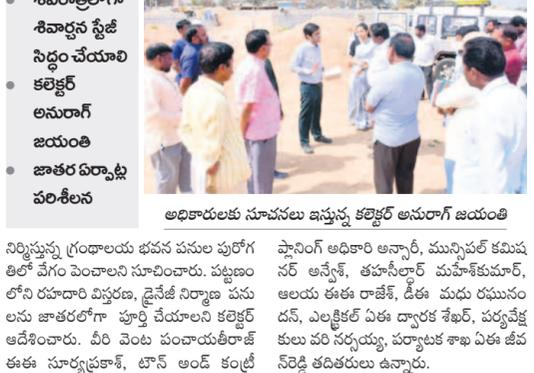 శివరాత్రిలోగా
శివార్చన స్టేజీ
సిద్ధం చేయాలి
కలెక్టర్
అనురాగ్
జయంతి
జాతర ఏర్పాట్ల
పరిశీలన
అధికారులకు సూచనలు ఇస్తున్న కలెక్టర్ అనురాగ్ జయంతి
నిర్మిస్తున్న గ్రంథాలయ భవన పనుల పురోగ
తిలో వేగం పెంచాలని సూచించారు. పట్టణం
లోని రహదారి విస్తరణ, డ్రైనేజీ నిర్మాణ పను
లను జాతరలోగా పూర్తి చేయాలని కలెక్టర్
ఆదేశించారు. వీరి వెంట పంచాయతీరాజ్
ఈఈ సూర్యప్రకాశ్, టౌన్ అండ్ కంట్రీ
ప్లానింగ్ అధికారి అన్సారీ, మున్సిపల్ కమిష
నర్ అన్వేశ్, తహసీల్దార్ మహేశ్‌కుమార్,
ఆలయ ఈఈ రాజేశ్, డీఈ మధు రఘునం
దన్, ఎలక్ట్రికల్ ఏఈ ద్వారక శేఖర్, పర్యవేక్ష
కులు వరి నర్సయ్య, పర్యాటక శాఖ ఏఈ జీవ
న్‌రెడ్డి తదితరులు ఉన్నారు.